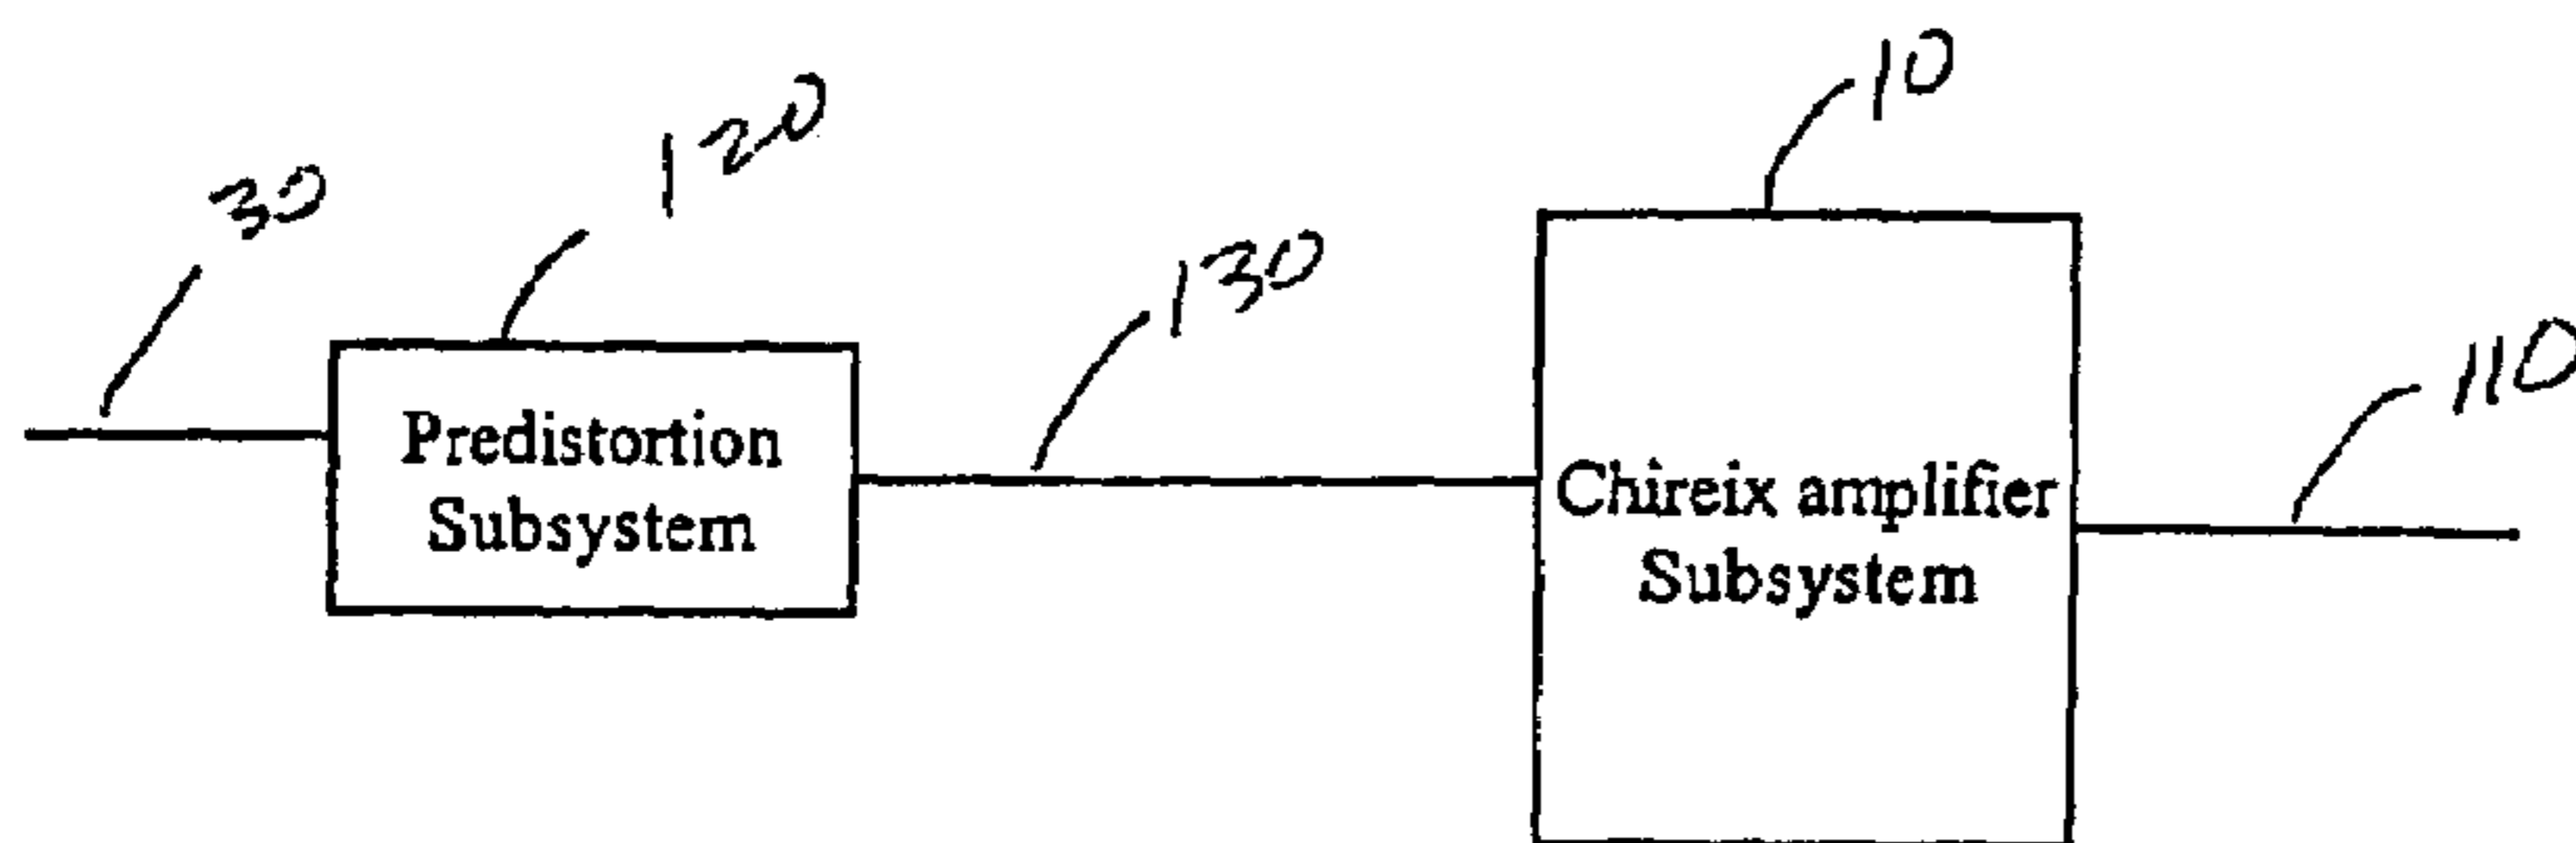 30
120
10
130
110
Predistortion
Subsystem
Chireix amplifier
Subsystem